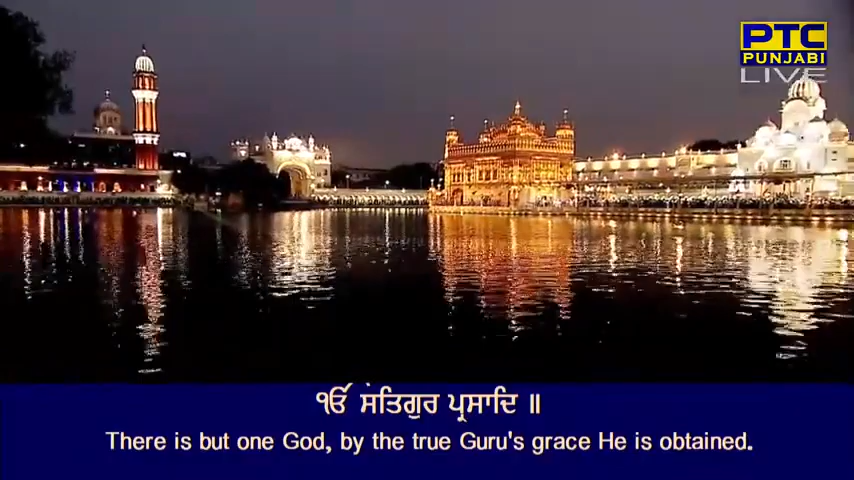 PTC
PUNJABI
LIVE
ੴ ਸਤਿਗੁਰ ਪ੍ਰਸਾਦਿ ॥
There is but one God, by the true Guru's grace He is obtained.